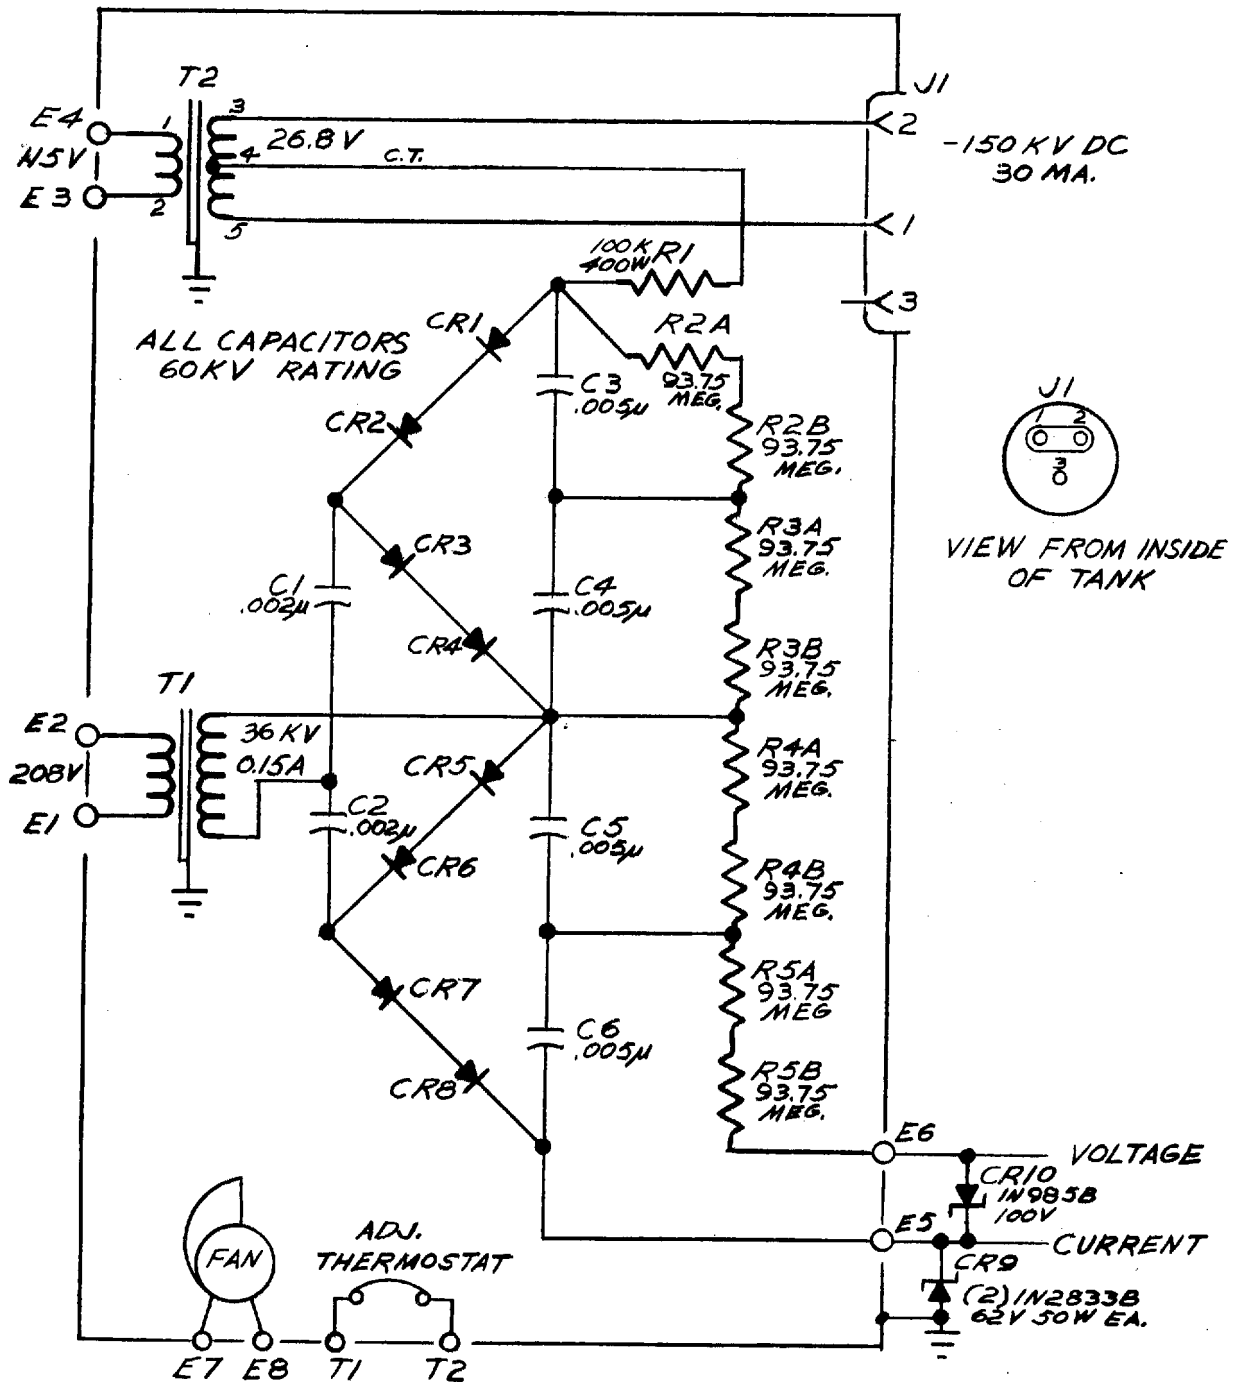 T2
J1
E4
1
3
26.8 V
2
-150 KV DC
30 MA.
115V
4
C.T.
E3
2
5
1
100K
400W
R1
3
CR1
R2A
ALL CAPACITORS
60KV RATING
93.75
MEG.
C3
.005µ
J1
1 2
3
CR2
R2B
93.75
MEG.
VIEW FROM INSIDE
OF TANK
CR3
R3A
93.75
MEG.
C1
.002µ
C4
.005µ
CR4
R3B
93.75
MEG.
T1
E2
36 KV
0.15A
208V
CR5
R4A
93.75
MEG.
E1
C2
.002µ
C5
.005µ
CR6
R4B
93.75
MEG.
CR7
R5A
93.75
MEG
C6
.005µ
CR8
R5B
93.75
MEG.
E6
VOLTAGE
CR10
1N985B
100V
E5
CURRENT
CR9
(2) 1N2833B
62V 50W EA.
FAN
ADJ.
THERMOSTAT
E7 E8 T1 T2